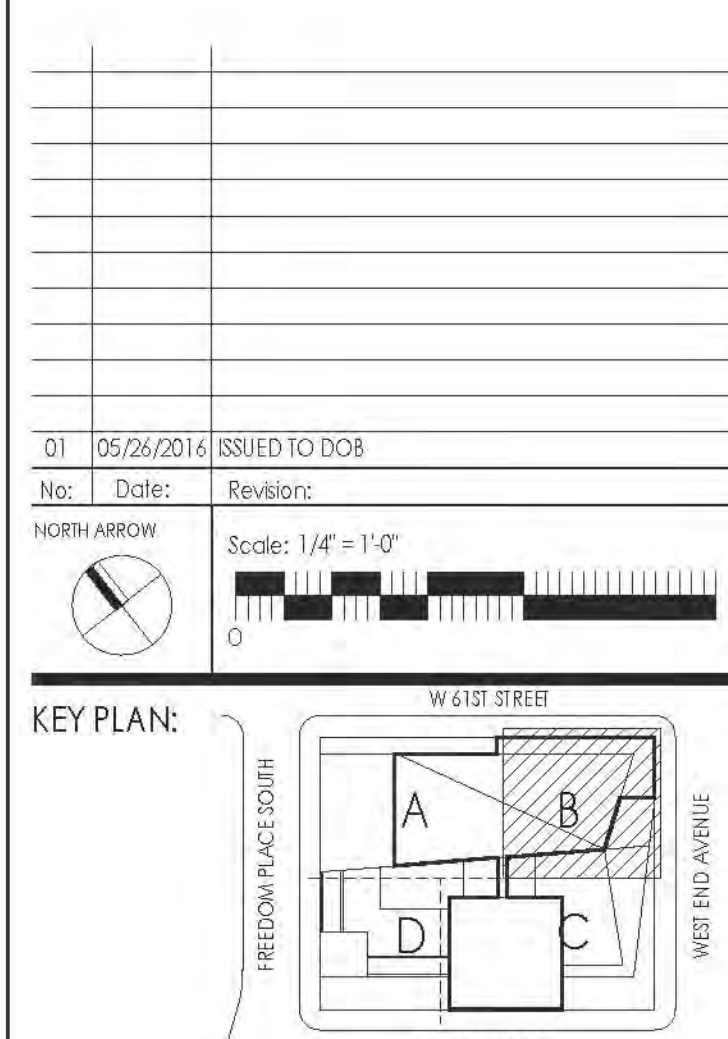 01 05/26/2016 ISSUED TO DOB
No: Date: Revision:
NORTH ARROW
Scale: 1/4" = 1'-0"
0
KEY PLAN:
W 61ST STREET
FREEDOM PLACE SOUTH
WEST END AVENUE
A
B
D
C